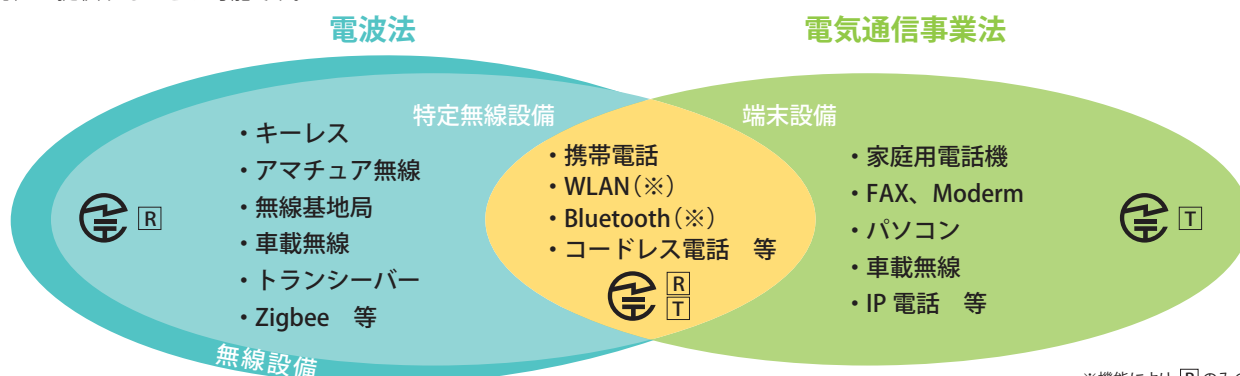 電波法
電気通信事業法
特定無線設備
端末設備
・キーレス
・アマチュア無線
・無線基地局
・車載無線
・トランシーバー
・Zigbee 等
R
・携帯電話
・WLAN(※)
・Bluetooth(※)
・コードレス電話 等
R
T
・家庭用電話機
・FAX、Moderm
・パソコン
・車載無線
・IP 電話 等
T
無線設備